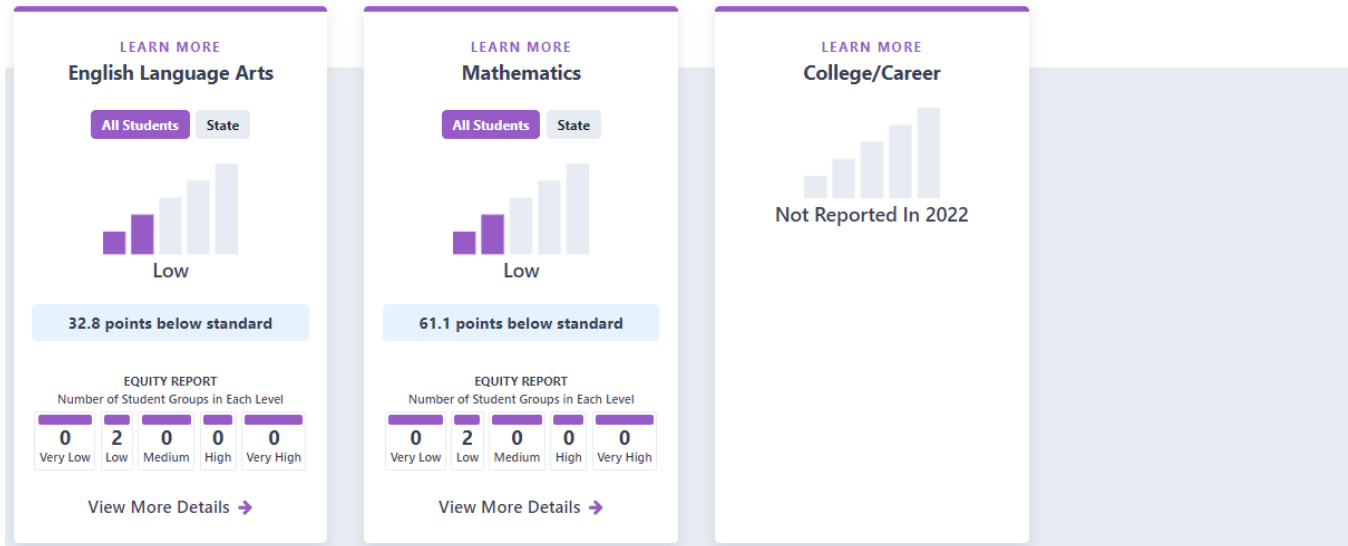 LEARN MORE
English Language Arts
All Students State
Low
32.8 points below standard
EQUITY REPORT
Number of Student Groups in Each Level
0 2 0 0 0
Very Low Low Medium High Very High
View More Details
LEARN MORE
Mathematics
All Students State
Low
61.1 points below standard
EQUITY REPORT
Number of Student Groups in Each Level
0 2 0 0 0
Very Low Low Medium High Very High
View More Details
LEARN MORE
College/Career
Not Reported In 2022